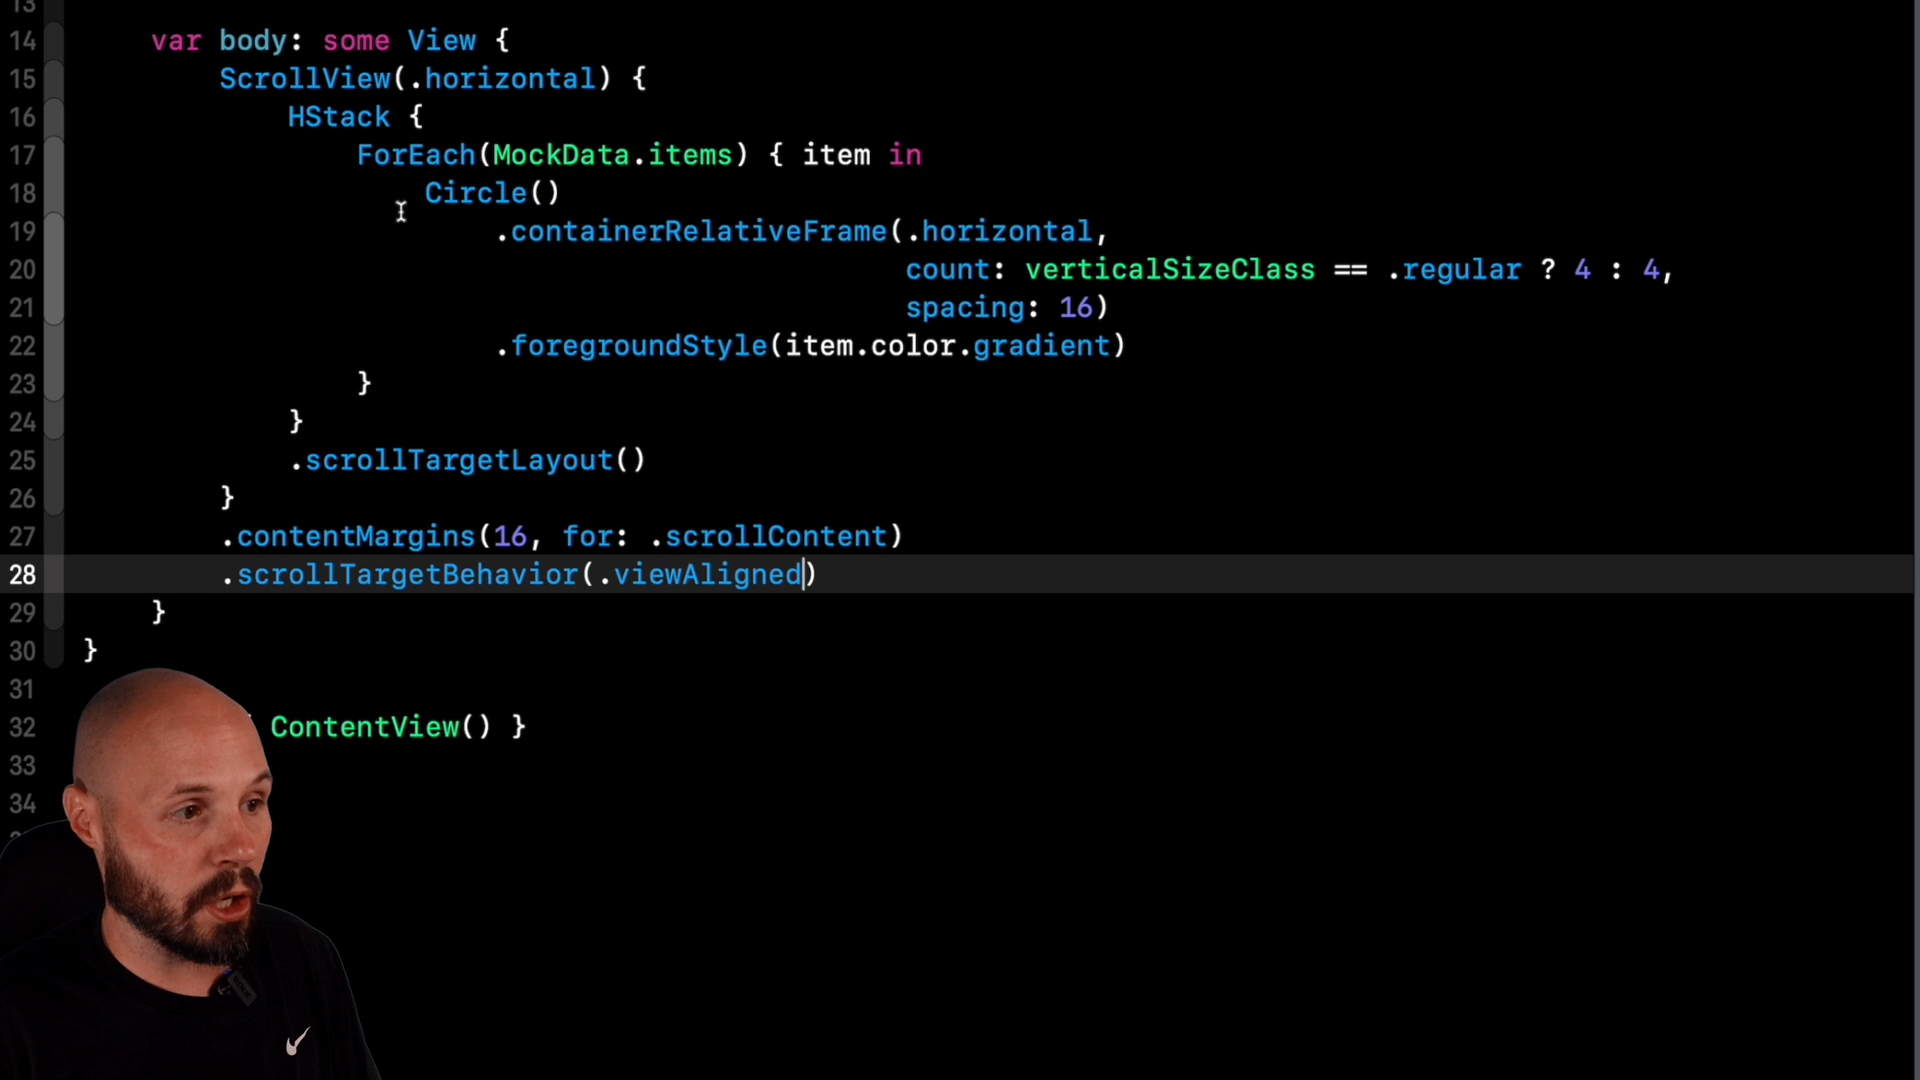 13
14 var body: some View {
15 ScrollView(.horizontal) {
16 HStack {
17 ForEach(MockData.items) { item in
18 Circle()
19 .containerRelativeFrame(.horizontal,
20 count: verticalSizeClass == .regular ? 4 : 4,
21 spacing: 16)
22 .foregroundStyle(item.color.gradient)
23 }
24 }
25 .scrollTargetLayout()
26 }
27 .contentMargins(16, for: .scrollContent)
28 .scrollTargetBehavior(.viewAligned)
29 }
30 }
31
32 ContentView() }
33
34